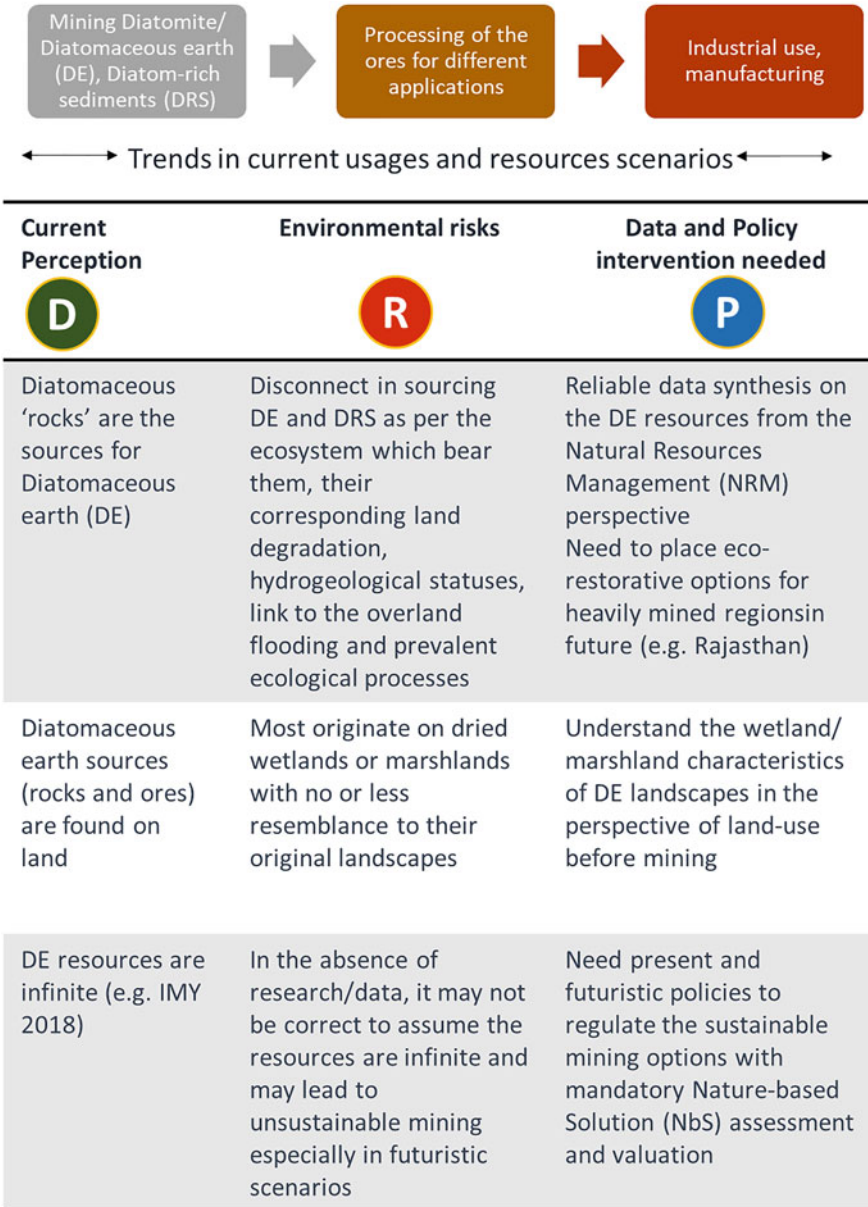 Mining Diatomite/
Diatomaceous earth
(DE), Diatom-rich
sediments (DRS)
Processing of the
ores for different
applications
Industrial use,
manufacturing
Trends in current usages and resources scenarios
Current
Perception
D
Environmental risks
R
Data and Policy
intervention needed
P
Diatomaceous
‘rocks’ are the
sources for
Diatomaceous
earth (DE)
Disconnect in sourcing
DE and DRS as per the
ecosystem which bear
them, their
corresponding land
degradation,
hydrogeological statuses,
link to the overland
flooding and prevalent
ecological processes
Reliable data synthesis on
the DE resources from the
Natural Resources
Management (NRM)
perspective
Need to place eco-
restorative options for
heavily mined regionsin
future (e.g. Rajasthan)
Diatomaceous
earth sources
(rocks and ores)
are found on
land
Most originate on dried
wetlands or marshlands
with no or less
resemblance to their
original landscapes
Understand the wetland/
marshland characteristics
of DE landscapes in the
perspective of land-use
before mining
DE resources are
infinite (e.g. IMY
2018)
In the absence of
research/data, it may not
be correct to assume the
resources are infinite and
may lead to
unsustainable mining
especially in futuristic
scenarios
Need present and
futuristic policies to
regulate the sustainable
mining options with
mandatory Nature-based
Solution (NbS) assessment
and valuation